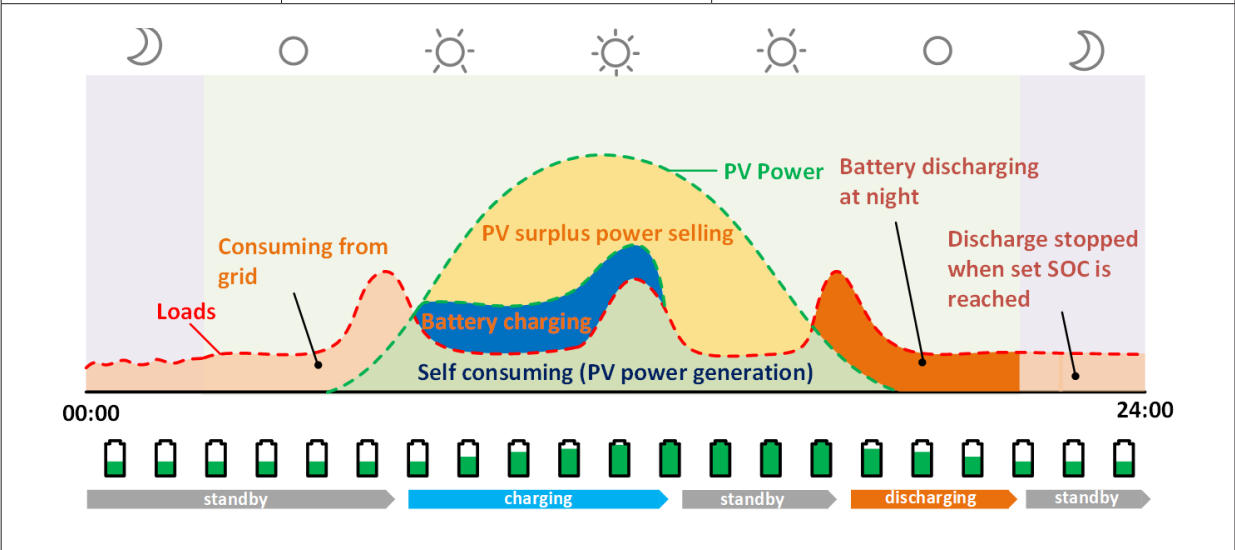 PV Power
Battery discharging
at night
PV surplus power selling
Consuming from
grid
Discharge stopped
when set SOC is
reached
Loads
Battery charging
Self consuming (PV power generation)
00:00
24:00
standby
charging
standby
discharging
standby